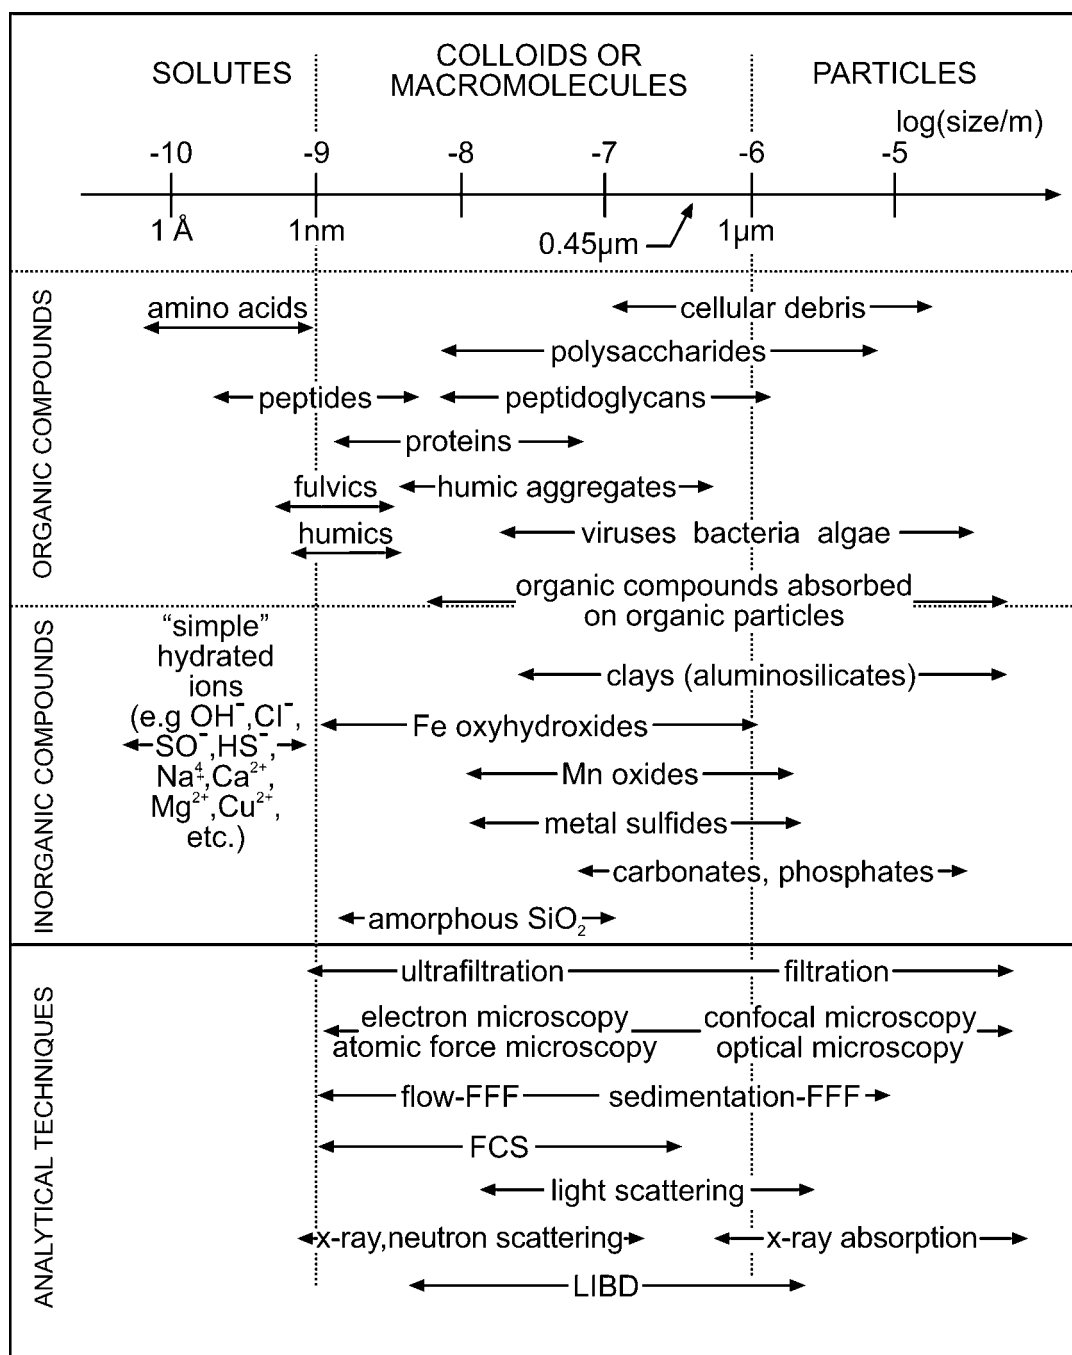 SOLUTES
COLLOIDS OR
MACROMOLECULES
PARTICLES
log(size/m)
-10 -9 -8 -7 -6 -5
1 Å 1nm 0.45µm 1µm
ORGANIC COMPOUNDS
amino acids
cellular debris
polysaccharides
peptides
peptidoglycans
proteins
fulvics
humic aggregates
humics
viruses bacteria algae
organic compounds absorbed
on organic particles
INORGANIC COMPOUNDS
“simple”
hydrated
ions
(e.g OH⁻,Cl⁻,
SO⁻,HS⁻,
Na⁴⁺,Ca²⁺,
Mg²⁺,Cu²⁺,
etc.)
clays (aluminosilicates)
Fe oxyhydroxides
Mn oxides
metal sulfides
carbonates, phosphates
amorphous SiO₂
ANALYTICAL TECHNIQUES
ultrafiltration
filtration
electron microscopy
atomic force microscopy
confocal microscopy
optical microscopy
flow-FFF
sedimentation-FFF
FCS
light scattering
x-ray,neutron scattering
x-ray absorption
LIBD